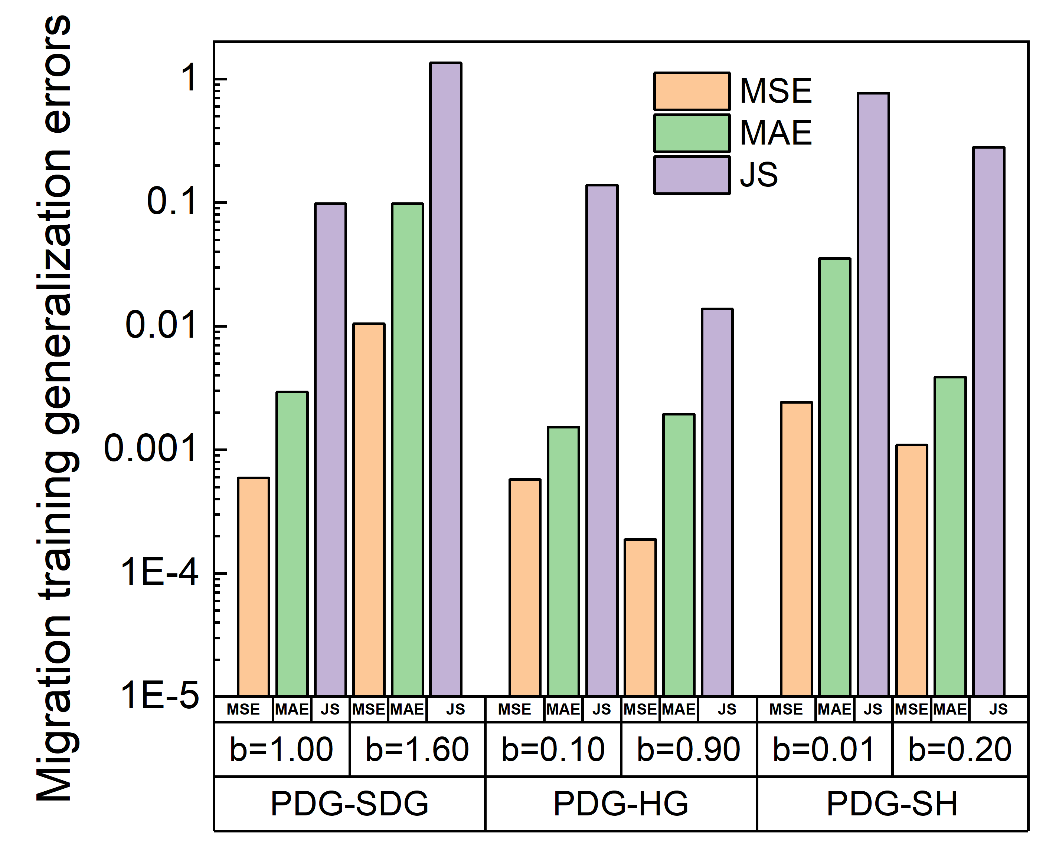 Migration training generalization errors
1
0.1
0.01
0.001
1E-4
1E-5
MSE
MAE
JS
MSE MAE JS MSE MAE JS MSE MAE JS MSE MAE JS MSE MAE JS MSE MAE JS
b=1.00 b=1.60 b=0.10 b=0.90 b=0.01 b=0.20
PDG-SDG PDG-HG PDG-SH